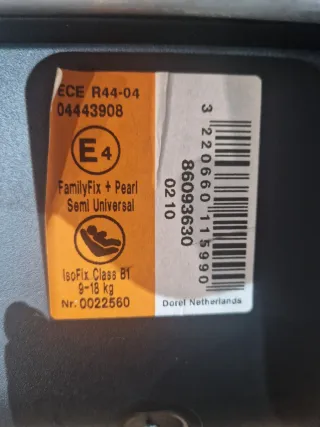 ECE R44-04
04443908
E4
FamilyFix + Pearl
Semi Universal
IsoFix Class B1
9-18 kg
Nr. 0022560
3 220660 115990
86093630
0210
Dorel Netherlands